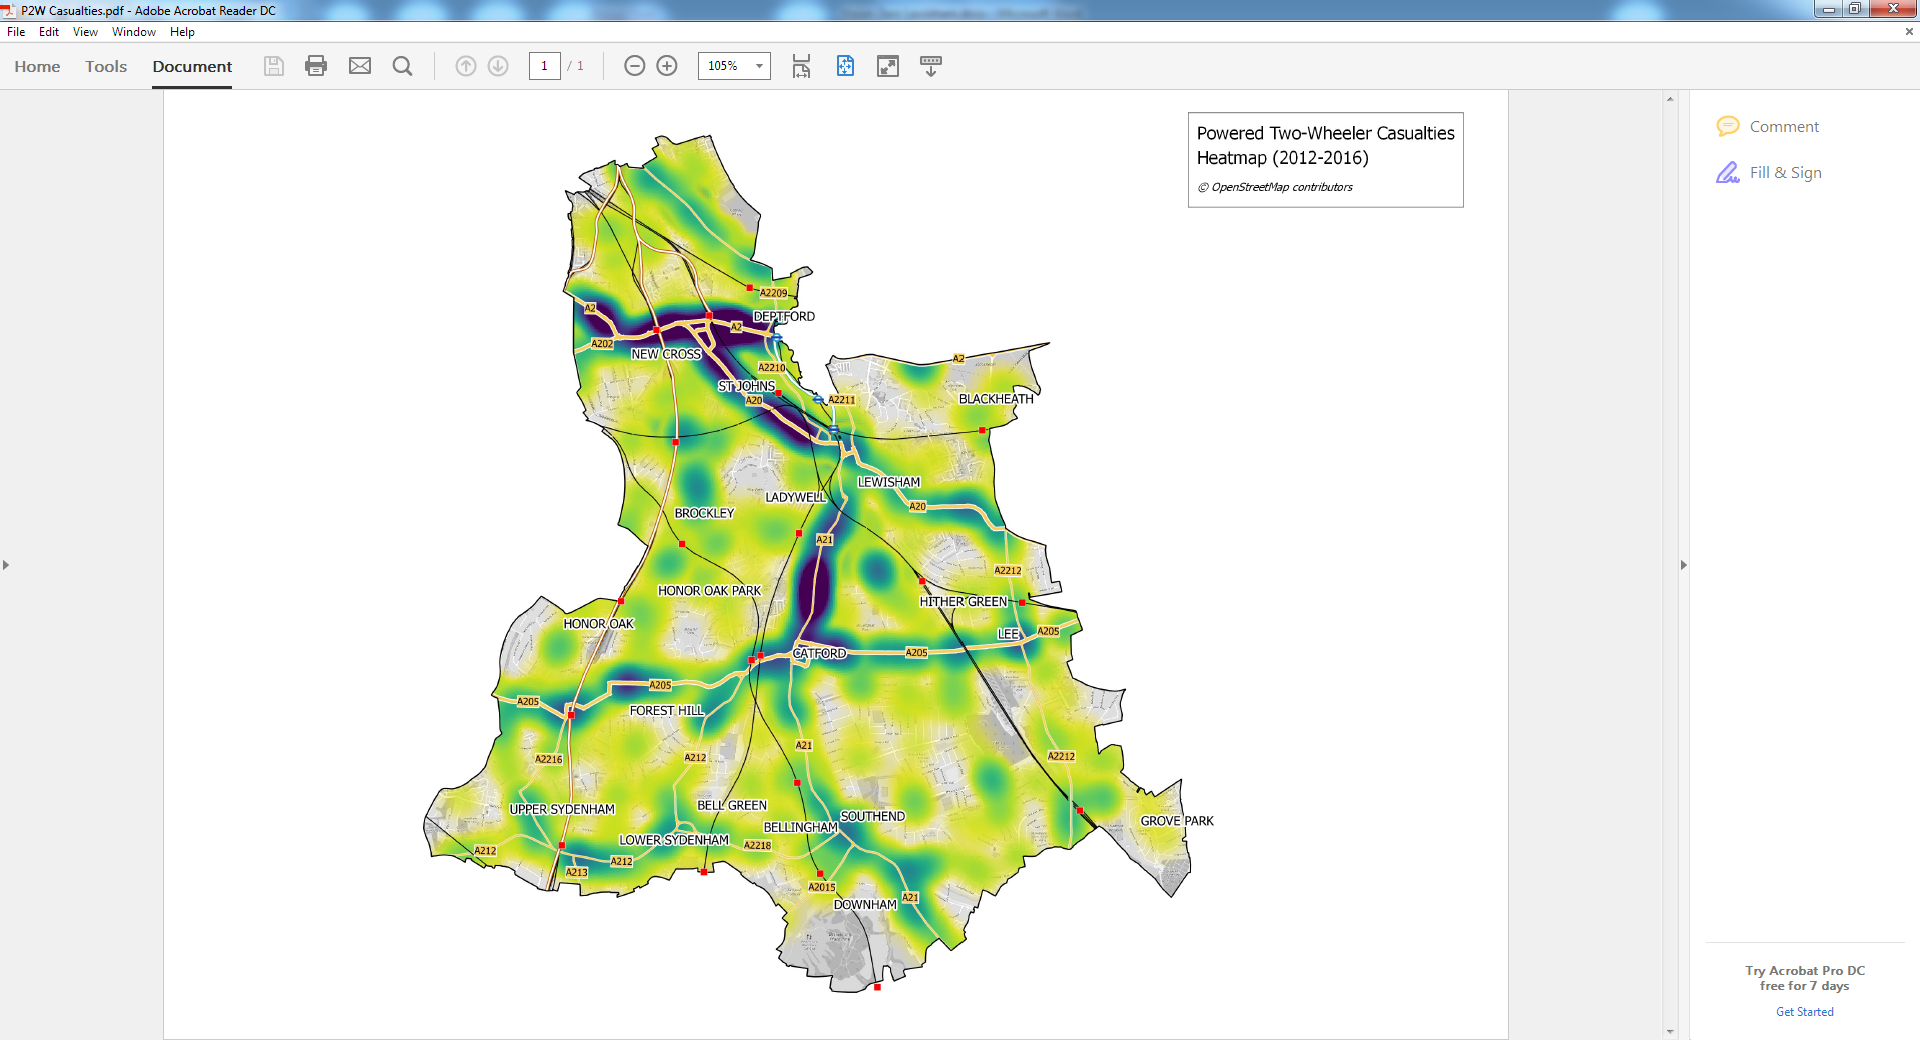 P2W Casualties.pdf - Adobe Acrobat Reader DC
File Edit View Window Help
Home Tools Document 1 / 1 105%
Powered Two-Wheeler Casualties
Heatmap (2012-2016)
© OpenStreetMap contributors
Comment
Fill & Sign
A2209
A2
DEPTFORD
A2
A202
NEW CROSS
A2
A2210
BLACKHEATH
ST JOHNS
A20
A2211
LEWISHAM
LADYWELL
A20
BROCKLEY
A21
A2212
HONOR OAK PARK
HITHER GREEN
HONOR OAK
LEE
A205
CATFORD
A205
A205
A205
FOREST HILL
A21
A2216
A212
A2212
UPPER SYDENHAM
BELL GREEN
SOUTHEND
BELLINGHAM
GROVE PARK
LOWER SYDENHAM
A2218
A212
A212
A213
A2015
DOWNHAM
A21
Try Acrobat Pro DC
free for 7 days
Get Started